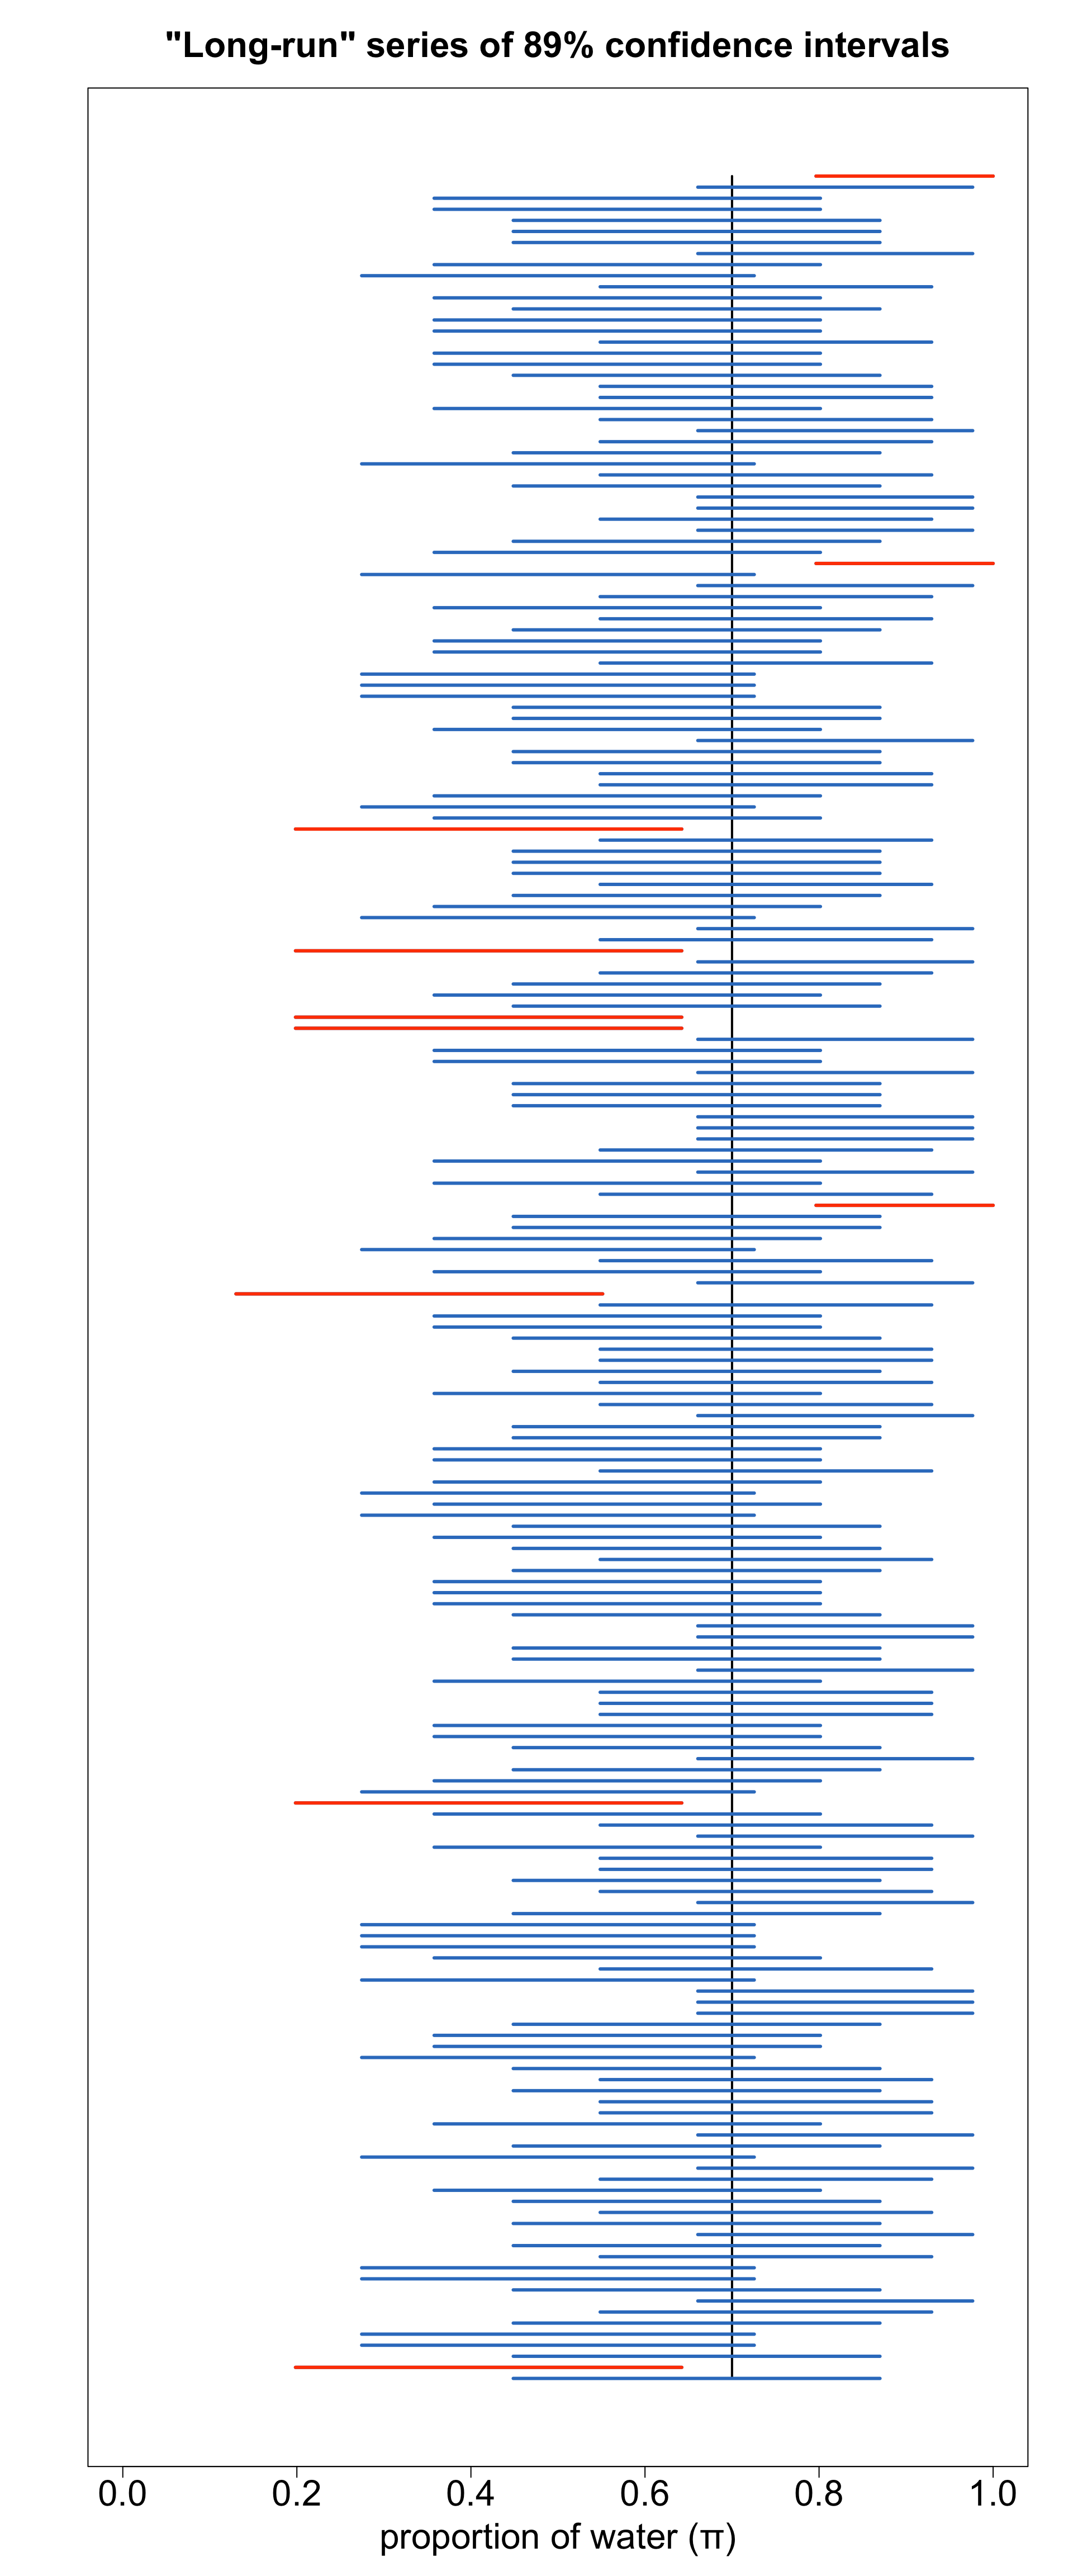 "Long-run" series of 89% confidence intervals
0.0 0.2 0.4 0.6 0.8 1.0
proportion of water (π)